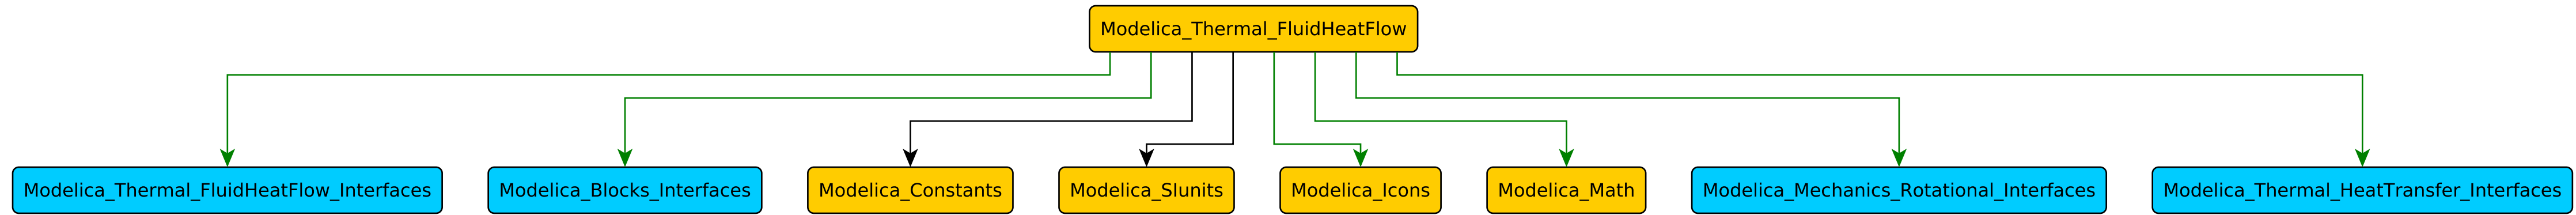 Modelica_Thermal_FluidHeatFlow
Modelica_Thermal_FluidHeatFlow_Interfaces
Modelica_Blocks_Interfaces
Modelica_Constants
Modelica_SIunits
Modelica_Icons
Modelica_Math
Modelica_Mechanics_Rotational_Interfaces
Modelica_Thermal_HeatTransfer_Interfaces